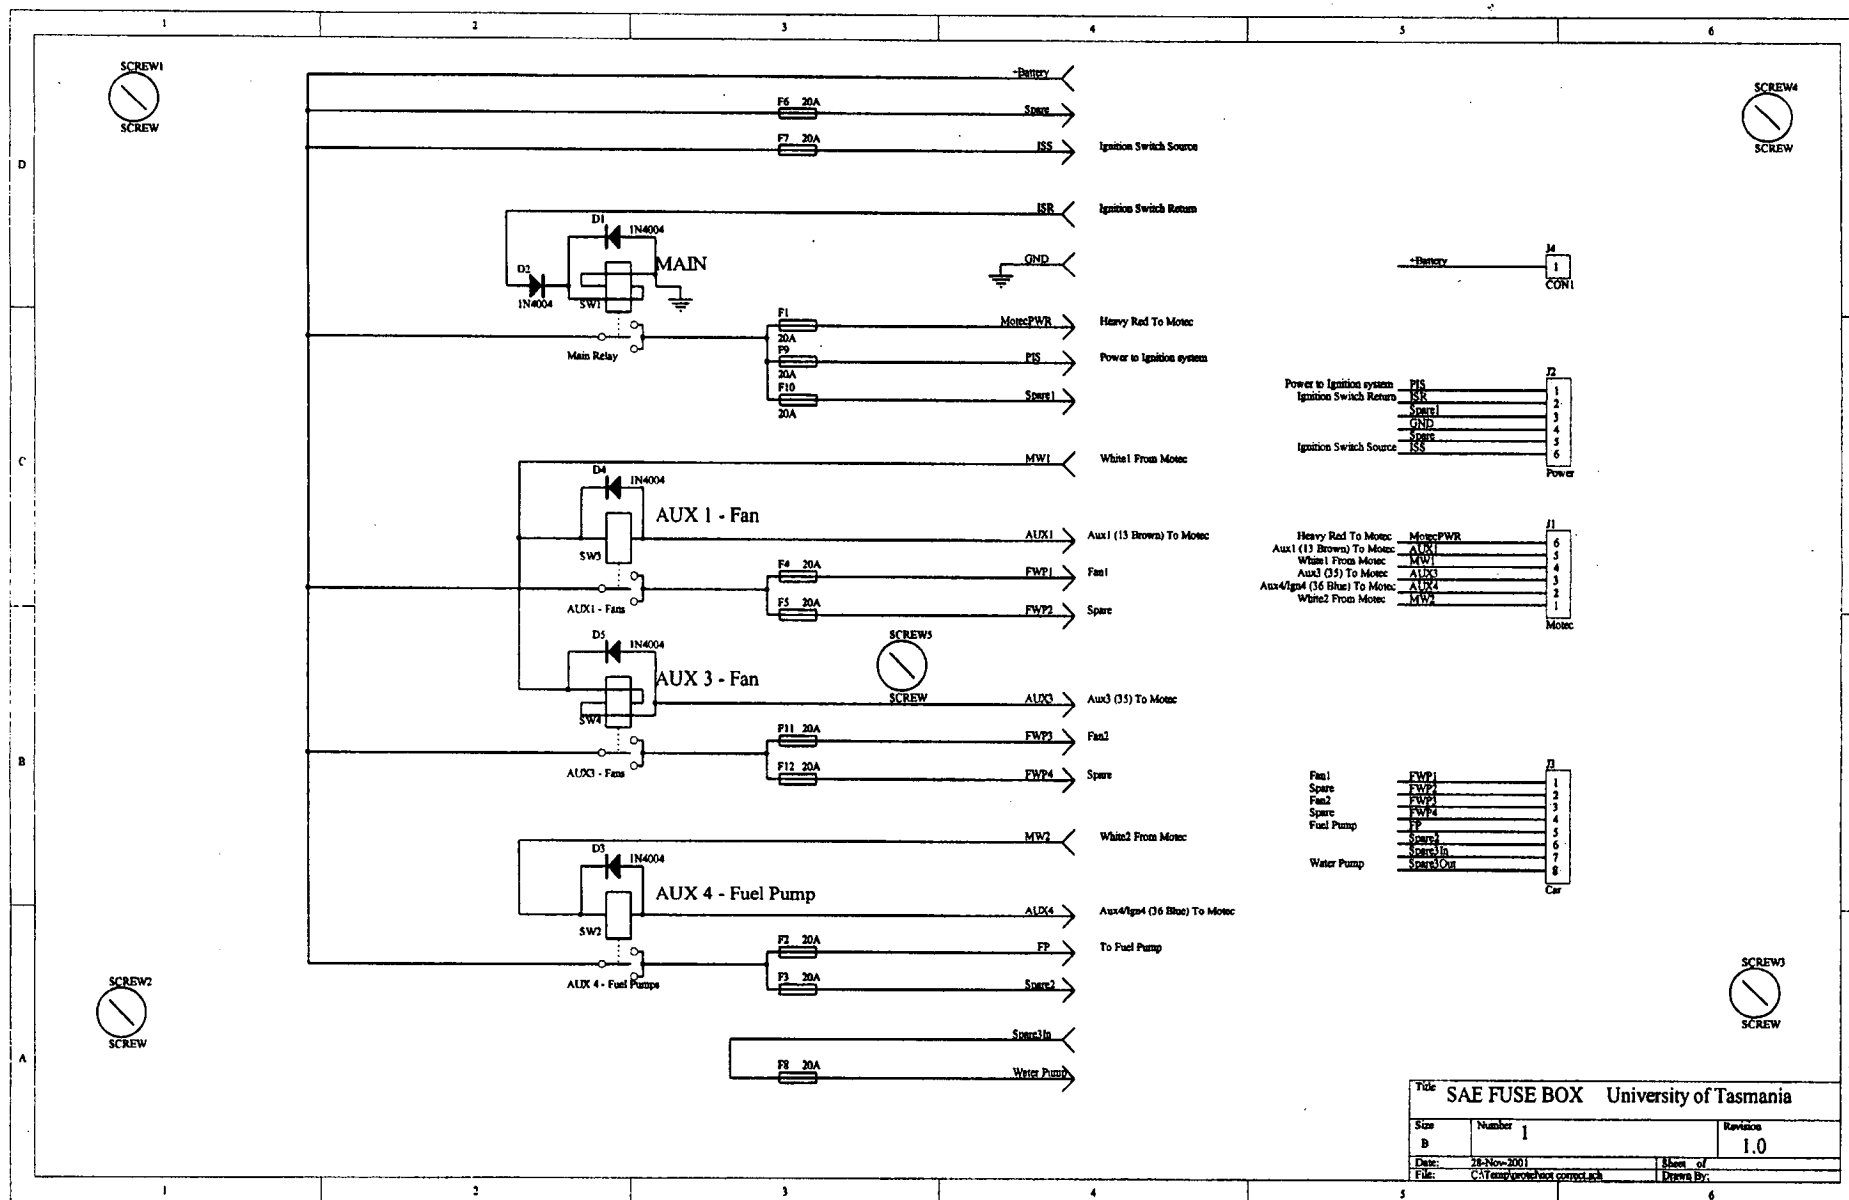 1 2 3 4 5 6
SCREW1
SCREW
SCREW4
SCREW
+Battery
F6 20A
Spare
F7 20A
ISS Ignition Switch Source
D
ISR Ignition Switch Return
D1
1N4004
MAIN
D2
1N4004
SW1
GND
+Battery
J4
1
CON1
Main Relay
F1
20A
MotecPWR Heavy Red To Motec
F9
20A
PIS Power to Ignition system
F10
20A
Spare1
J2
Power to Ignition system PIS 1
Ignition Switch Return ISR 2
Spare1 3
GND 4
Spare 5
Ignition Switch Source ISS 6
Power
C
MW1 White1 From Motec
D4
1N4004
AUX 1 - Fan
SW3
AUX1 Aux1 (13 Brown) To Motec
AUX1 - Fans
F4 20A
FWP1 Fan1
F5 20A
FWP2 Spare
J1
Heavy Red To Motec MotecPWR 6
Aux1 (13 Brown) To Motec AUX1 5
White1 From Motec MW1 4
Aux3 (35) To Motec AUX3 3
Aux4/Ign4 (36 Blue) To Motec AUX4 2
White2 From Motec MW2 1
Motec
D5
1N4004
AUX 3 - Fan
SW4
SCREW5
SCREW
AUX3 Aux3 (35) To Motec
AUX3 - Fans
F11 20A
FWP3 Fan2
F12 20A
FWP4 Spare
B
J3
Fan1 FWP1 1
Spare FWP2 2
Fan2 FWP3 3
Spare FWP4 4
Fuel Pump FP 5
Spare2 6
Spare3In 7
Water Pump Spare3Out 8
Car
MW2 White2 From Motec
D3
1N4004
AUX 4 - Fuel Pump
SW2
AUX4 Aux4/Ign4 (36 Blue) To Motec
AUX 4 - Fuel Pumps
F2 20A
FP To Fuel Pump
F3 20A
Spare2
SCREW2
SCREW
SCREW3
SCREW
A
Spare3In
F8 20A
Water Pump
Title SAE FUSE BOX University of Tasmania
Size Number Revision
B 1 1.0
Date: 28-Nov-2001 Sheet of
File: Drawn By:
1 2 3 4 5 6